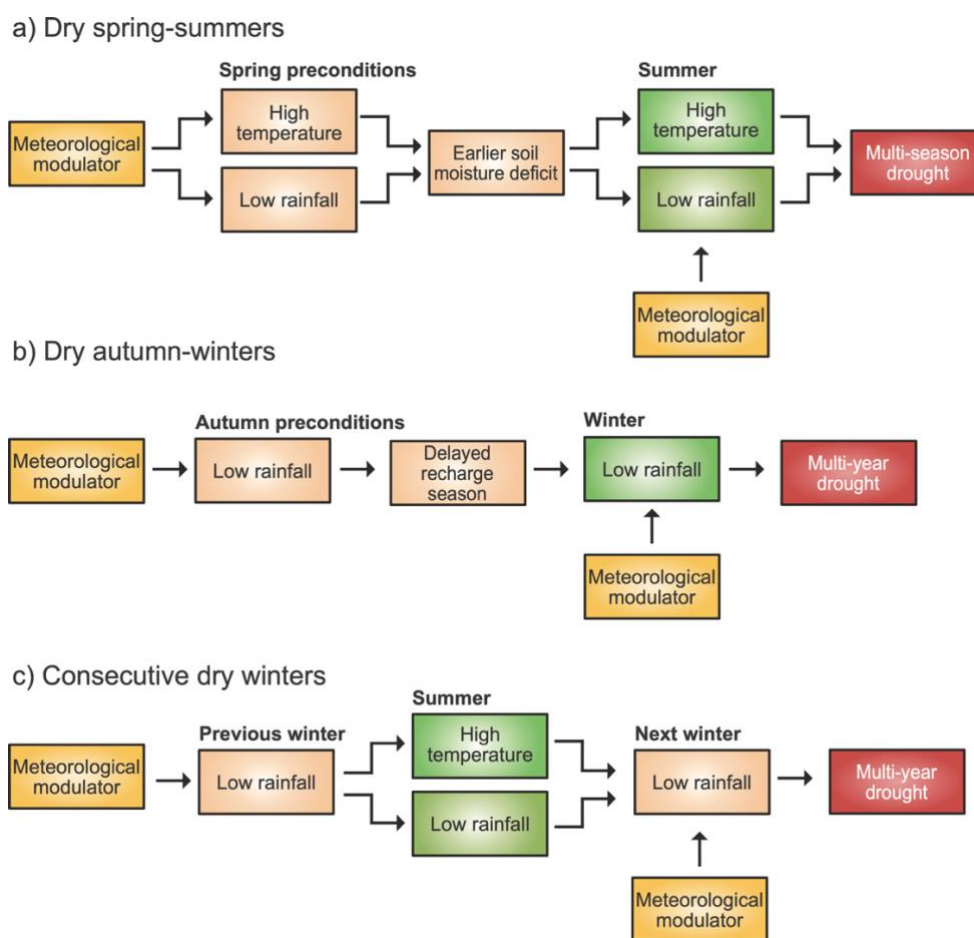 a) Dry spring-summers
Spring preconditions
Summer
Meteorological
modulator
High
temperature
Low rainfall
Earlier soil
moisture deficit
High
temperature
Low rainfall
Multi-season
drought
Meteorological
modulator
b) Dry autumn-winters
Autumn preconditions
Winter
Meteorological
modulator
Low rainfall
Delayed
recharge
season
Low rainfall
Multi-year
drought
Meteorological
modulator
c) Consecutive dry winters
Summer
Previous winter
Next winter
Meteorological
modulator
Low rainfall
High
temperature
Low rainfall
Low rainfall
Multi-year
drought
Meteorological
modulator